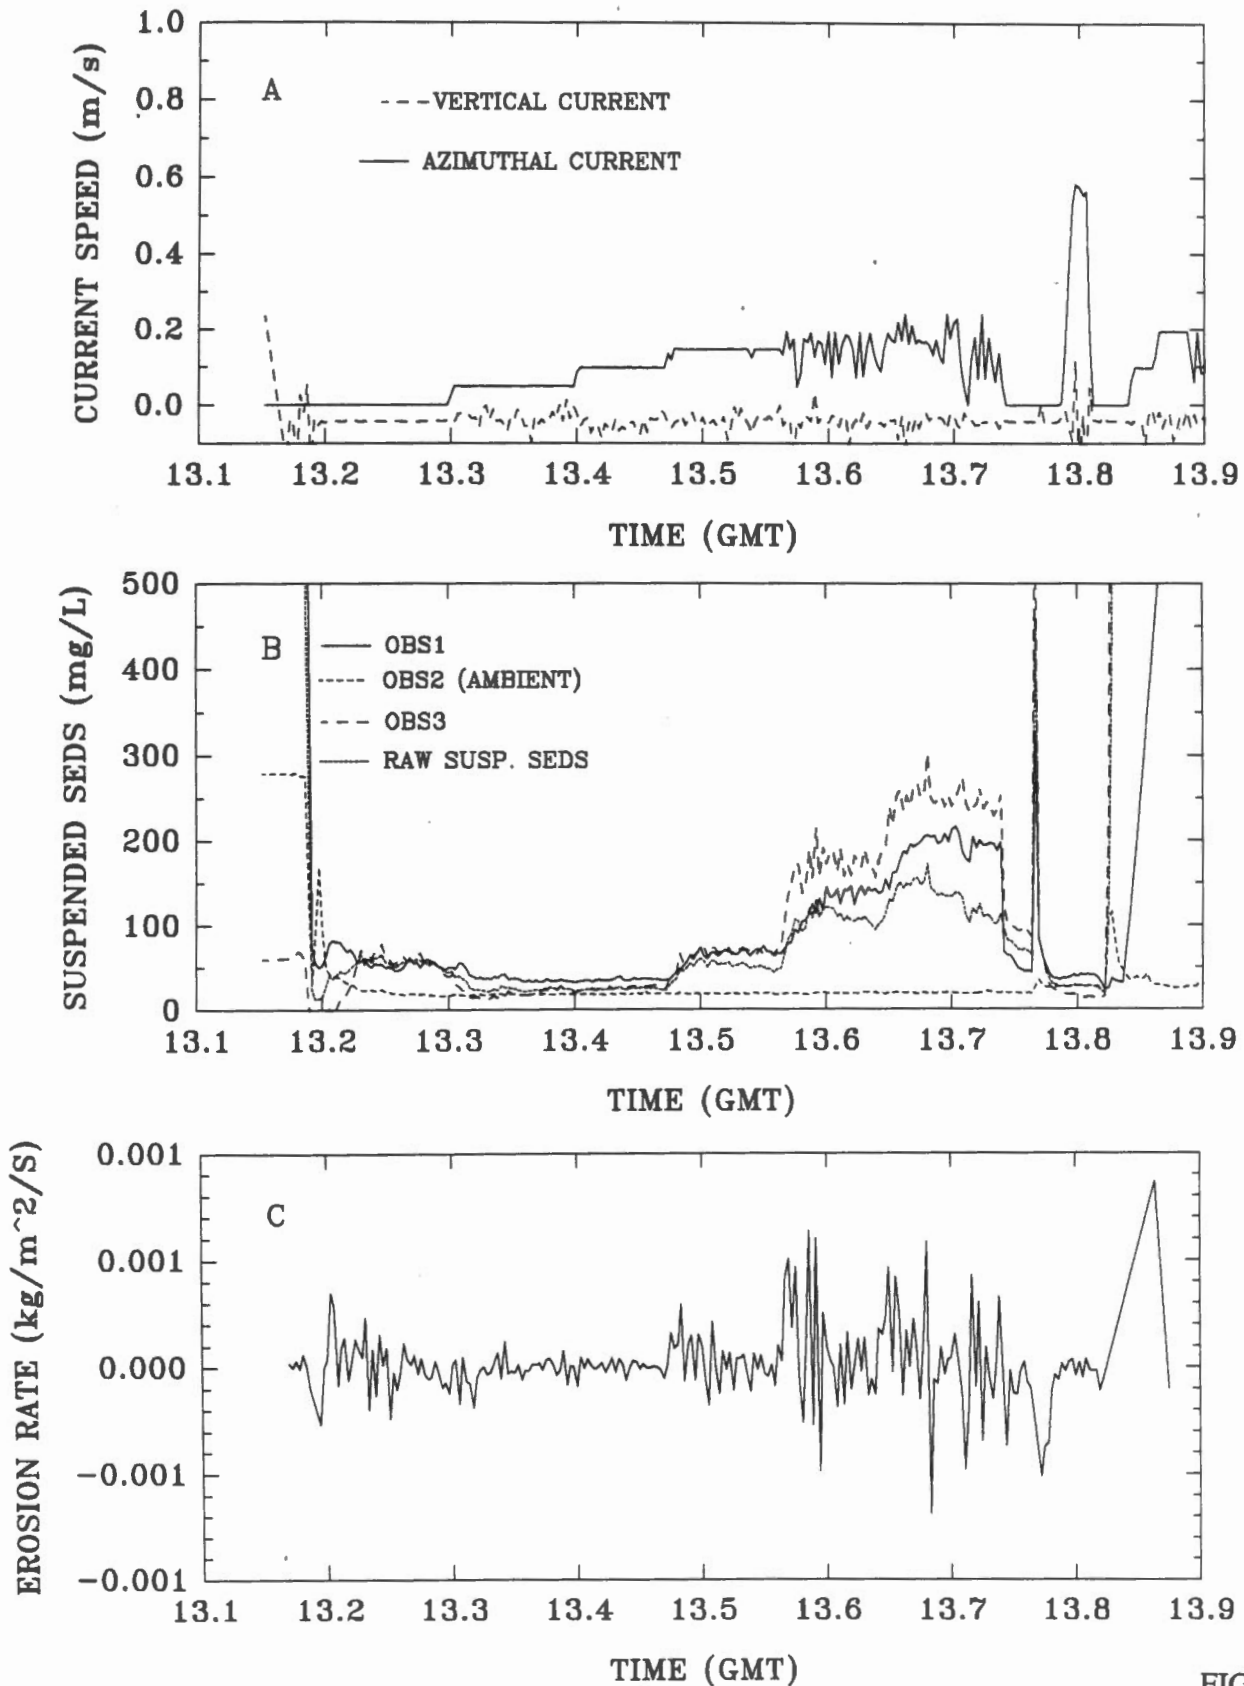 1.0
0.8
0.6
0.4
0.2
0.0
CURRENT SPEED (m/s)
A
VERTICAL CURRENT
AZIMUTHAL CURRENT
13.1 13.2 13.3 13.4 13.5 13.6 13.7 13.8 13.9
TIME (GMT)
500
400
300
200
100
0
SUSPENDED SEDS (mg/L)
B
OBS1
OBS2 (AMBIENT)
OBS3
RAW SUSP. SEDS
13.1 13.2 13.3 13.4 13.5 13.6 13.7 13.8 13.9
TIME (GMT)
0.001
0.001
0.000
-0.001
-0.001
EROSION RATE (kg/m^2/S)
C
13.1 13.2 13.3 13.4 13.5 13.6 13.7 13.8 13.9
TIME (GMT)
FIG